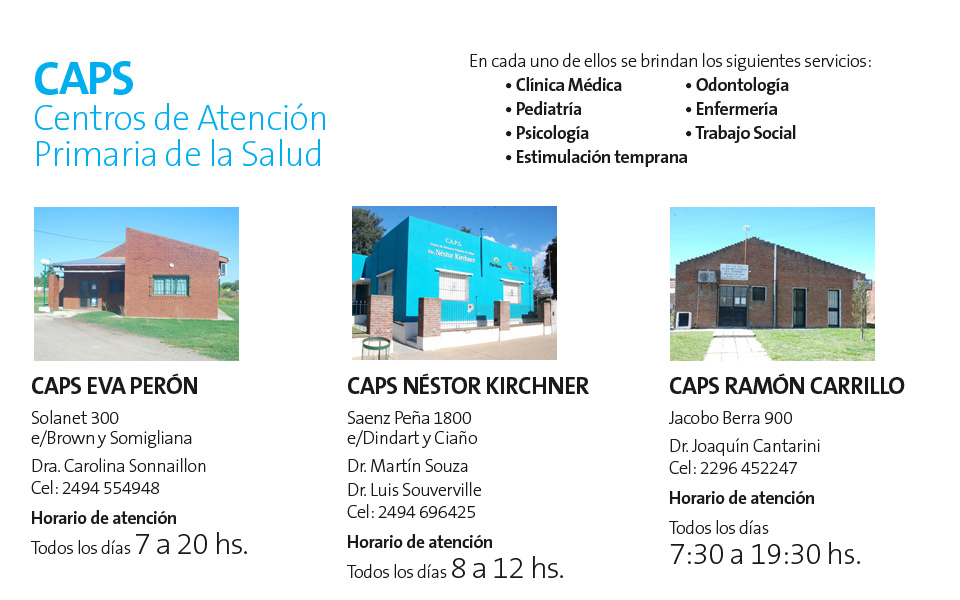 CAPS
Centros de Atención
Primaria de la Salud
En cada uno de ellos se brindan los siguientes servicios:
• Clínica Médica
• Pediatría
• Psicología
• Estimulación temprana
• Odontología
• Enfermería
• Trabajo Social
CAPS EVA PERÓN
Solanet 300
e/Brown y Somigliana
Dra. Carolina Sonnaillon
Cel: 2494 554948
Horario de atención
Todos los días 7 a 20 hs.
C.A.P.S.
Néstor Kirchner
CAPS NÉSTOR KIRCHNER
Saenz Peña 1800
e/Dindart y Ciaño
Dr. Martín Souza
Dr. Luis Souverville
Cel: 2494 696425
Horario de atención
Todos los días 8 a 12 hs.
CAPS RAMÓN CARRILLO
Jacobo Berra 900
Dr. Joaquín Cantarini
Cel: 2296 452247
Horario de atención
Todos los días
7:30 a 19:30 hs.